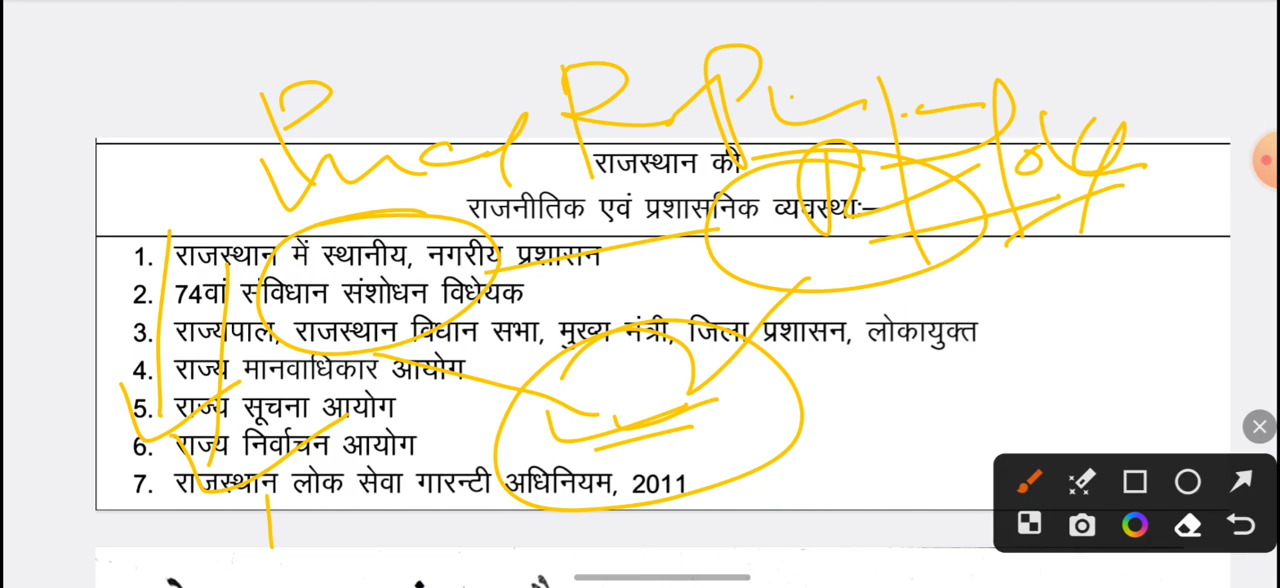 राजस्थान की
राजनीतिक एवं प्रशासनिक व्यवस्थाः–
1. राजस्थान में स्थानीय, नगरीय प्रशासन
2. 74वां संविधान संशोधन विधेयक
3. राज्यपाल, राजस्थान विधान सभा, मुख्य मंत्री, जिला प्रशासन, लोकायुक्त
4. राज्य मानवाधिकार आयोग
5. राज्य सूचना आयोग
6. राज्य निर्वाचन आयोग
7. राजस्थान लोक सेवा गारन्टी अधिनियम, 2011